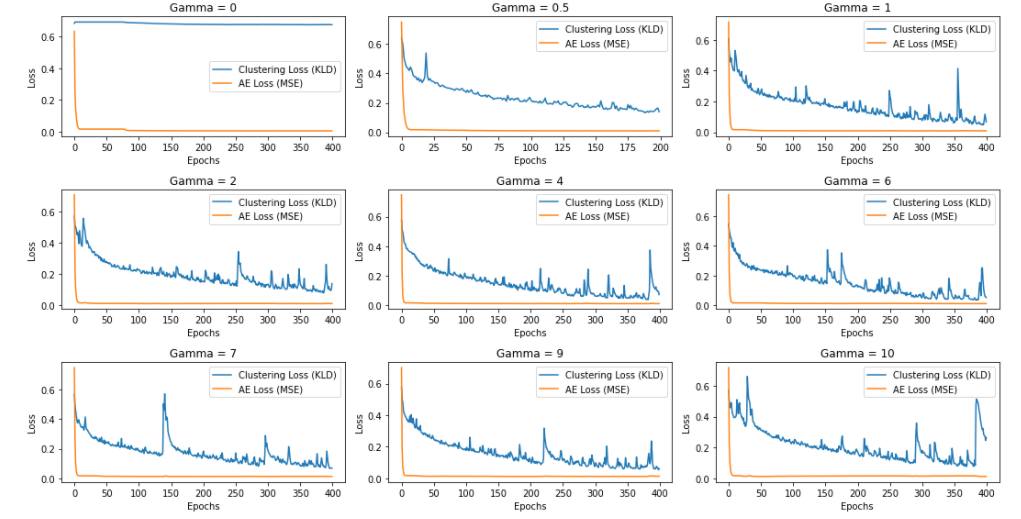 Gamma = 0
Loss
0.6
0.4
0.2
0.0
Clustering Loss (KLD)
AE Loss (MSE)
0 50 100 150 200 250 300 350 400
Epochs
Gamma = 0.5
Loss
0.6
0.4
0.2
0.0
Clustering Loss (KLD)
AE Loss (MSE)
0 25 50 75 100 125 150 175 200
Epochs
Gamma = 1
Loss
0.6
0.4
0.2
0.0
Clustering Loss (KLD)
AE Loss (MSE)
0 50 100 150 200 250 300 350 400
Epochs
Gamma = 2
Loss
0.6
0.4
0.2
0.0
Clustering Loss (KLD)
AE Loss (MSE)
0 50 100 150 200 250 300 350 400
Epochs
Gamma = 4
Loss
0.6
0.4
0.2
0.0
Clustering Loss (KLD)
AE Loss (MSE)
0 50 100 150 200 250 300 350 400
Epochs
Gamma = 6
Loss
0.6
0.4
0.2
0.0
Clustering Loss (KLD)
AE Loss (MSE)
0 50 100 150 200 250 300 350 400
Epochs
Gamma = 7
Loss
0.6
0.4
0.2
0.0
Clustering Loss (KLD)
AE Loss (MSE)
0 50 100 150 200 250 300 350 400
Epochs
Gamma = 9
Loss
0.6
0.4
0.2
0.0
Clustering Loss (KLD)
AE Loss (MSE)
0 50 100 150 200 250 300 350 400
Epochs
Gamma = 10
Loss
0.6
0.4
0.2
0.0
Clustering Loss (KLD)
AE Loss (MSE)
0 50 100 150 200 250 300 350 400
Epochs